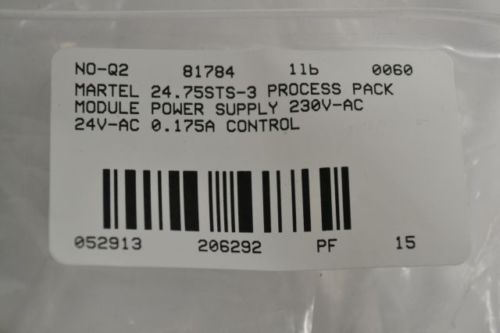 NO-Q2 81784 1lb 0060
MARTEL 24.75STS-3 PROCESS PACK
MODULE POWER SUPPLY 230V-AC
24V-AC 0.175A CONTROL
052913 206292 PF 15